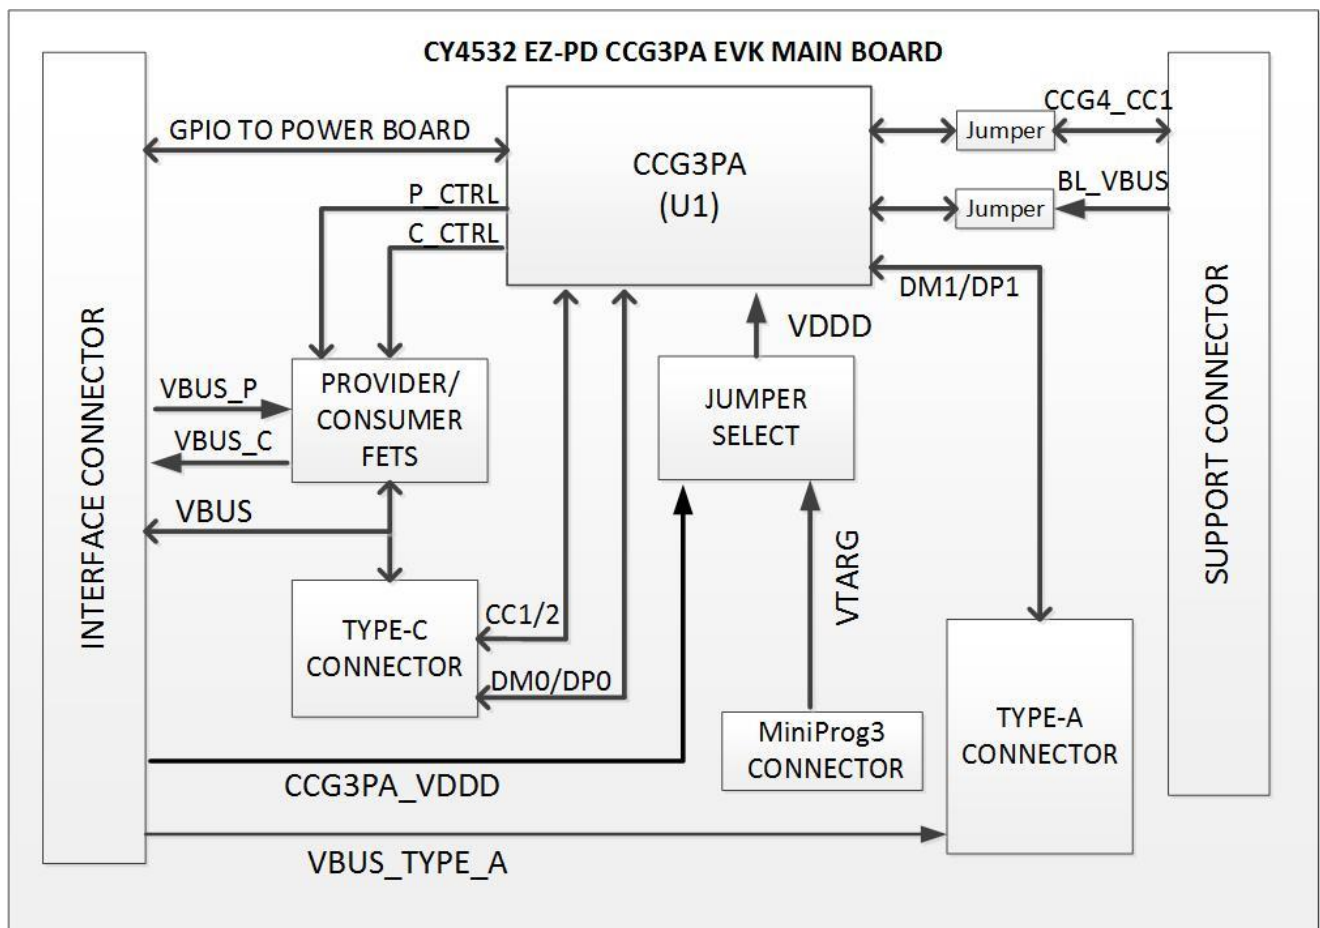 CY4532 EZ-PD CCG3PA EVK MAIN BOARD
INTERFACE CONNECTOR
GPIO TO POWER BOARD
P_CTRL
C_CTRL
CCG3PA
(U1)
Jumper
CCG4_CC1
Jumper
BL_VBUS
DM1/DP1
SUPPORT CONNECTOR
VDDD
VBUS_P
VBUS_C
VBUS
PROVIDER/
CONSUMER
FETS
JUMPER
SELECT
VTARG
TYPE-C
CONNECTOR
CC1/2
DM0/DP0
MiniProg3
CONNECTOR
TYPE-A
CONNECTOR
CCG3PA_VDDD
VBUS_TYPE_A